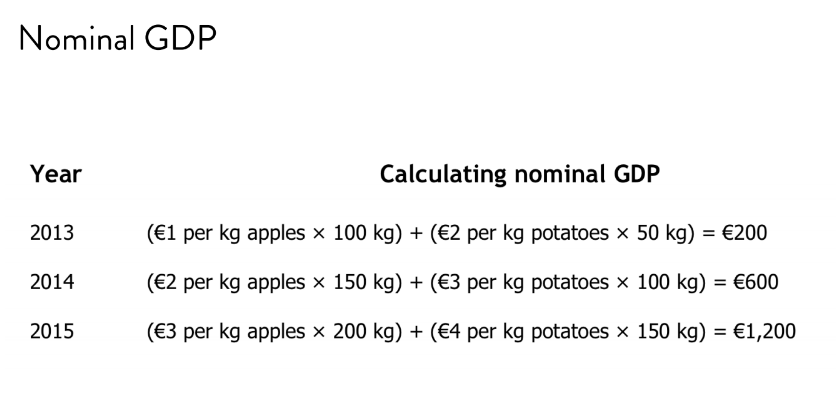 Nominal GDP
Year Calculating nominal GDP
2013 (€1 per kg apples × 100 kg) + (€2 per kg potatoes × 50 kg) = €200
2014 (€2 per kg apples × 150 kg) + (€3 per kg potatoes × 100 kg) = €600
2015 (€3 per kg apples × 200 kg) + (€4 per kg potatoes × 150 kg) = €1,200